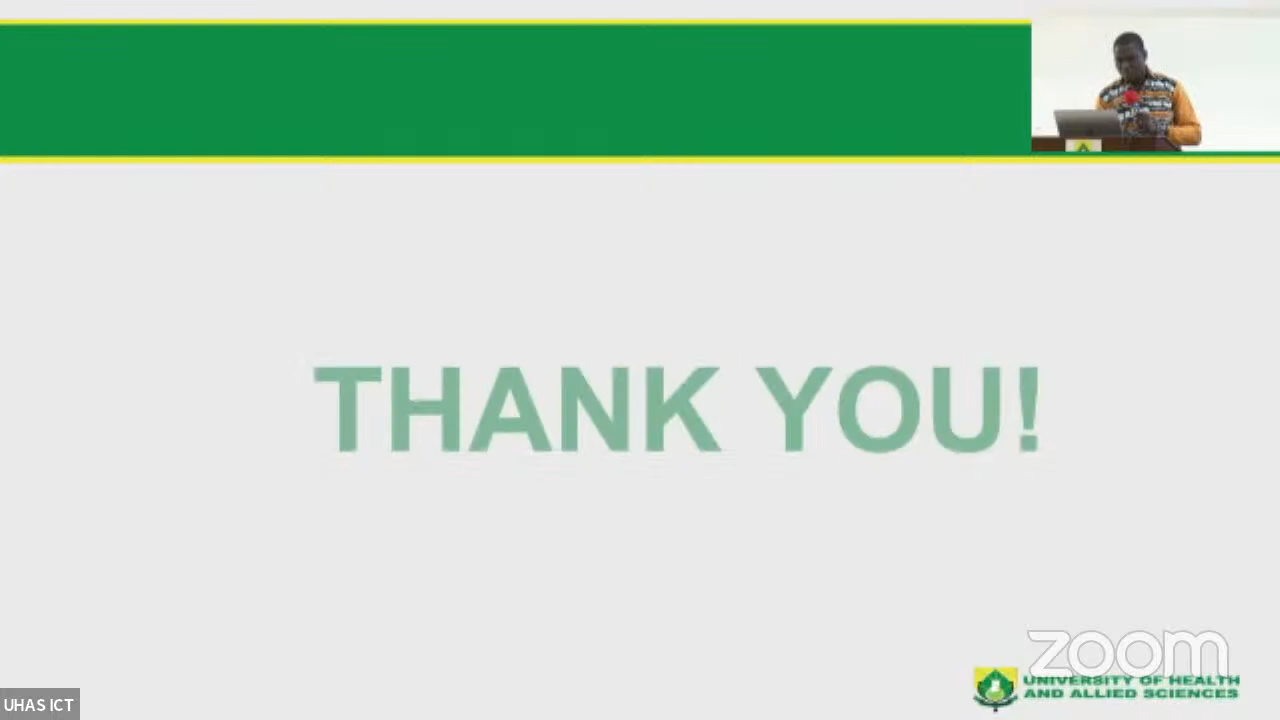 THANK YOU!
zoom
UNIVERSITY OF HEALTH
AND ALLIED SCIENCES
UHAS ICT